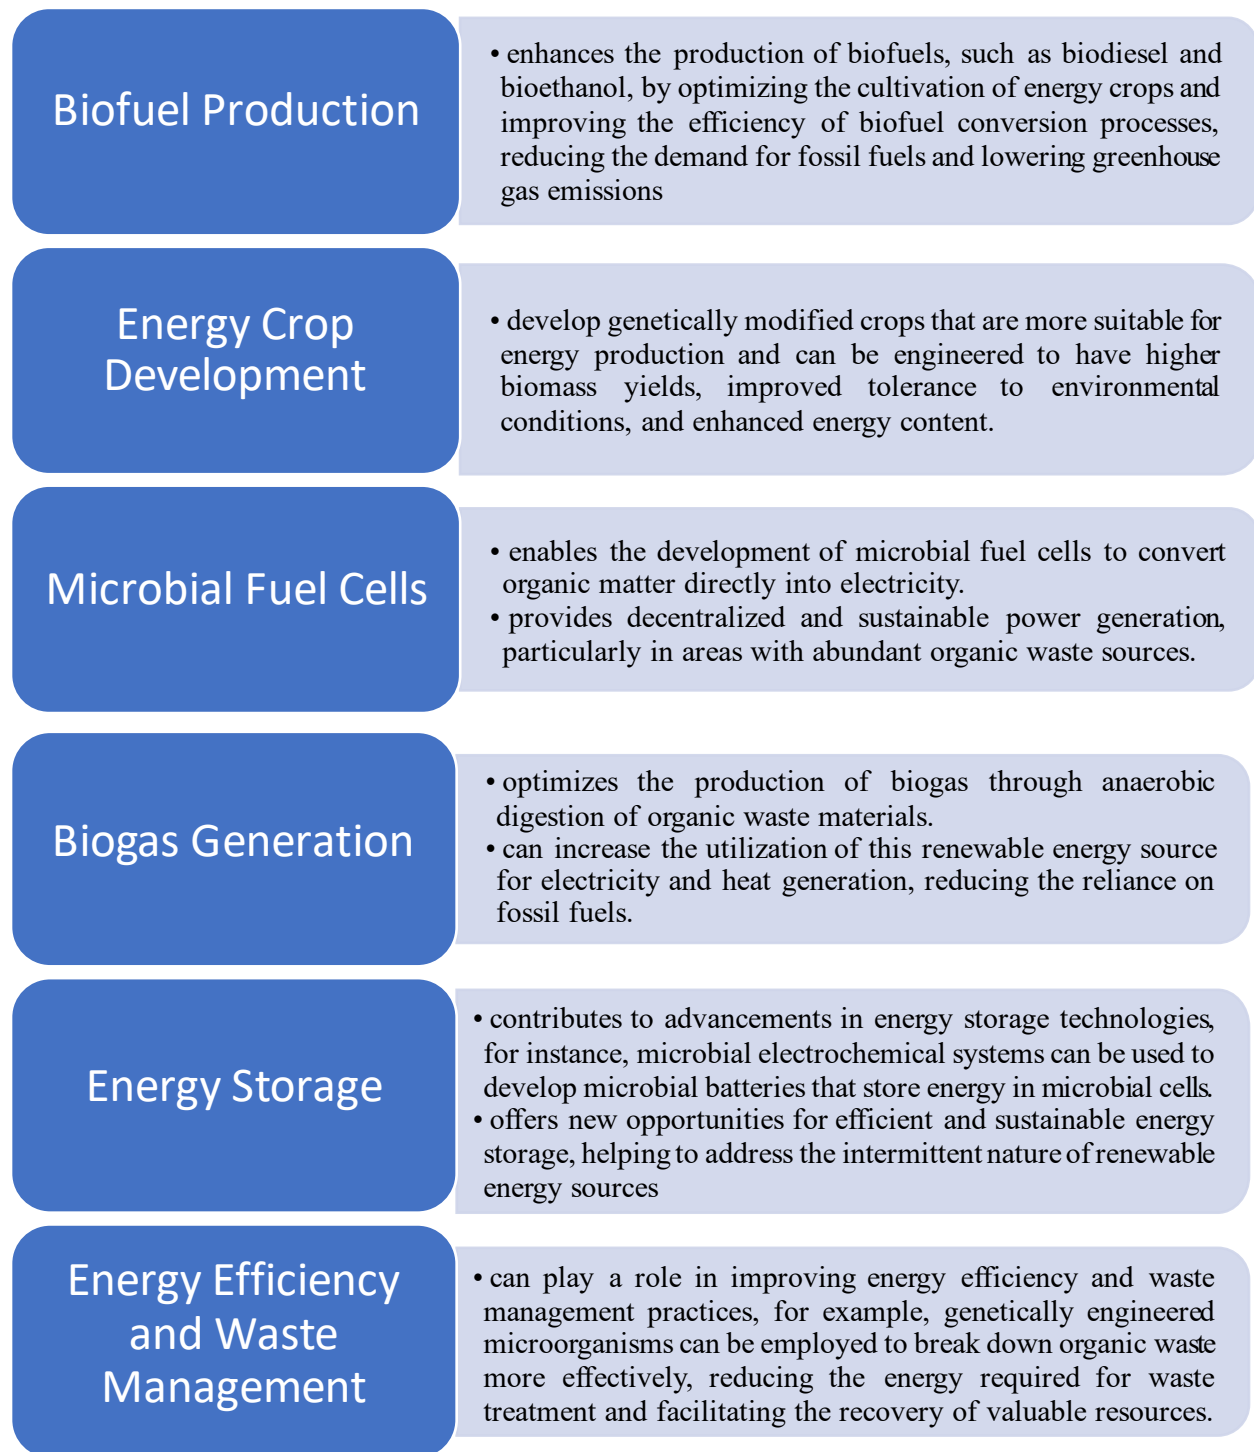 Biofuel Production
• enhances the production of biofuels, such as biodiesel and
bioethanol, by optimizing the cultivation of energy crops and
improving the efficiency of biofuel conversion processes,
reducing the demand for fossil fuels and lowering greenhouse
gas emissions
Energy Crop
Development
• develop genetically modified crops that are more suitable for
energy production and can be engineered to have higher
biomass yields, improved tolerance to environmental
conditions, and enhanced energy content.
Microbial Fuel Cells
• enables the development of microbial fuel cells to convert
organic matter directly into electricity.
• provides decentralized and sustainable power generation,
particularly in areas with abundant organic waste sources.
Biogas Generation
• optimizes the production of biogas through anaerobic
digestion of organic waste materials.
• can increase the utilization of this renewable energy source
for electricity and heat generation, reducing the reliance on
fossil fuels.
Energy Storage
• contributes to advancements in energy storage technologies,
for instance, microbial electrochemical systems can be used to
develop microbial batteries that store energy in microbial cells.
• offers new opportunities for efficient and sustainable energy
storage, helping to address the intermittent nature of renewable
energy sources
Energy Efficiency
and Waste
Management
• can play a role in improving energy efficiency and waste
management practices, for example, genetically engineered
microorganisms can be employed to break down organic waste
more effectively, reducing the energy required for waste
treatment and facilitating the recovery of valuable resources.